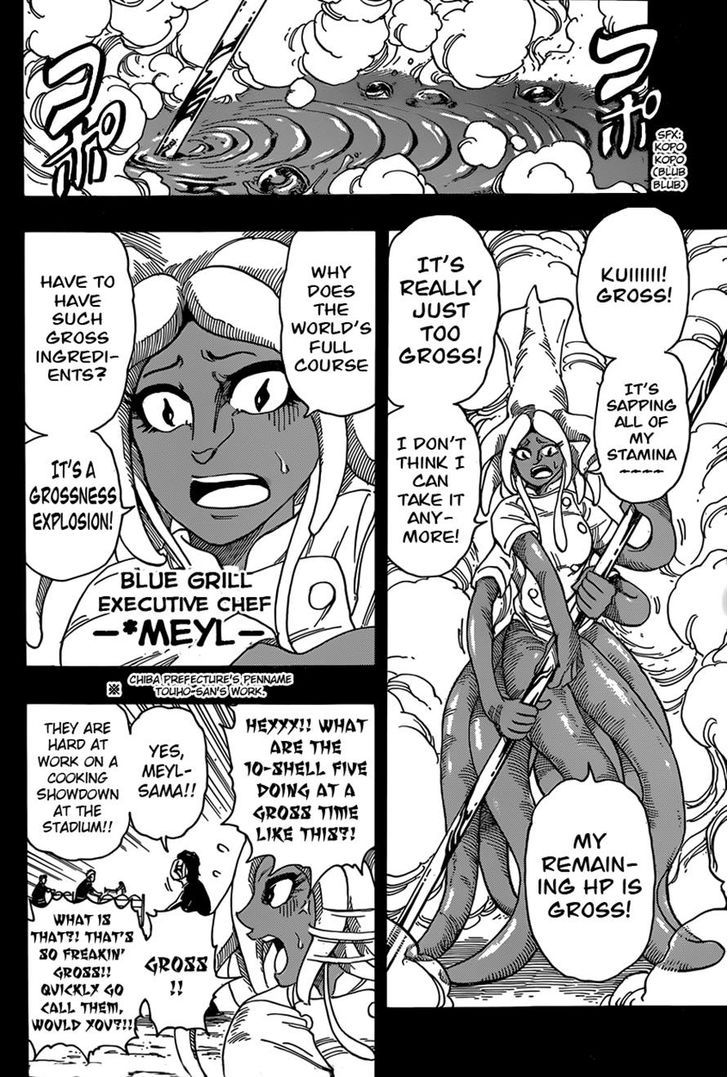 コポ
コポ
SFX:
KOPO
KOPO
(BLUB
BLUB)
KUIIIIII!
GROSS!
IT'S
SAPPING
ALL OF
MY
STAMINA
~~~~
IT'S
REALLY
JUST
TOO
GROSS!
I DON'T
THINK I
CAN
TAKE IT
ANY-
MORE!
MY
REMAIN-
ING HP IS
GROSS!
WHY
DOES
THE
WORLD'S
FULL
COURSE
HAVE TO
HAVE
SUCH
GROSS
INGREDI-
ENTS?
IT'S A
GROSSNESS
EXPLOSION!
BLUE GRILL
EXECUTIVE CHEF
—*MEYL—
※ CHIBA PREFECTURE'S PENNAME
TOUHO-SAN'S WORK.
HEYYY!! WHAT
ARE THE
10-SHELL FIVE
DOING AT A
GROSS TIME
LIKE THIS?!
YES,
MEYL-
SAMA!!
THEY ARE
HARD AT
WORK ON A
COOKING
SHOWDOWN
AT THE
STADIUM!!
GROSS
!!
WHAT IS
THAT?! THAT'S
SO FREAKIN'
GROSS!!
QUICKLY GO
CALL THEM,
WOULD YOU?!!